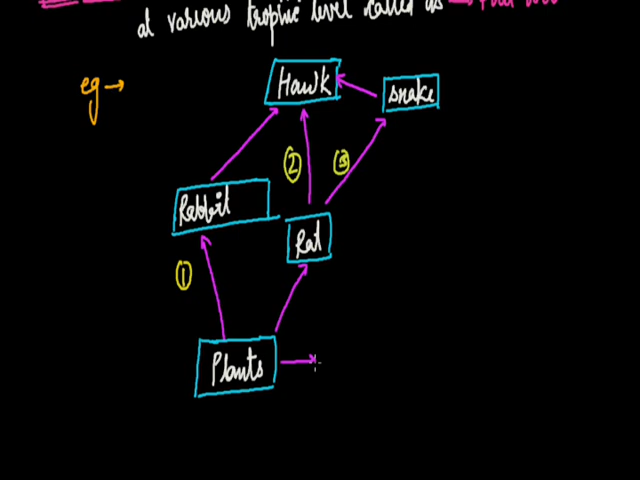 at various trophic level called as →
eg →
Hawk
snake
② ③
Rabbit
Rat
①
Plants